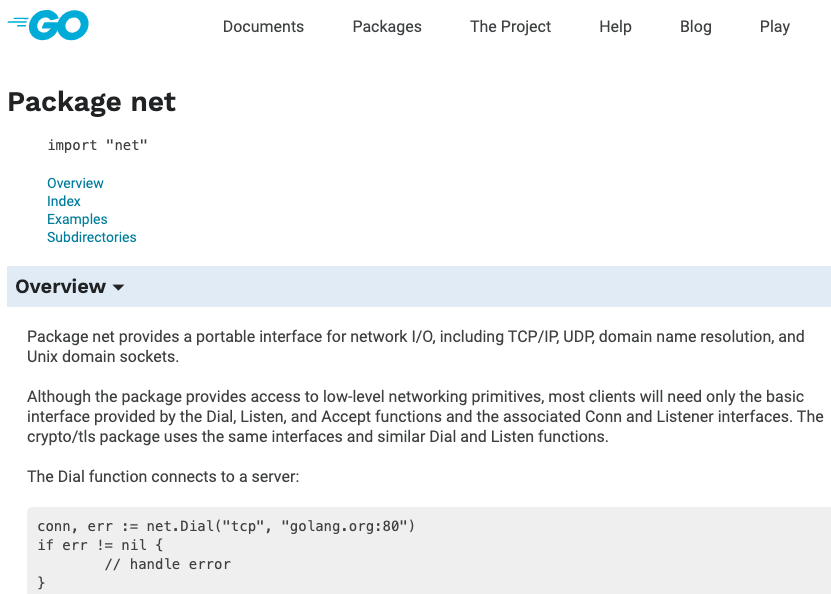 GO
Documents Packages The Project Help Blog Play
Package net
import "net"
Overview
Index
Examples
Subdirectories
Overview
Package net provides a portable interface for network I/O, including TCP/IP, UDP, domain name resolution, and
Unix domain sockets.
Although the package provides access to low-level networking primitives, most clients will need only the basic
interface provided by the Dial, Listen, and Accept functions and the associated Conn and Listener interfaces. The
crypto/tls package uses the same interfaces and similar Dial and Listen functions.
The Dial function connects to a server:
conn, err := net.Dial("tcp", "golang.org:80")
if err != nil {
        // handle error
}